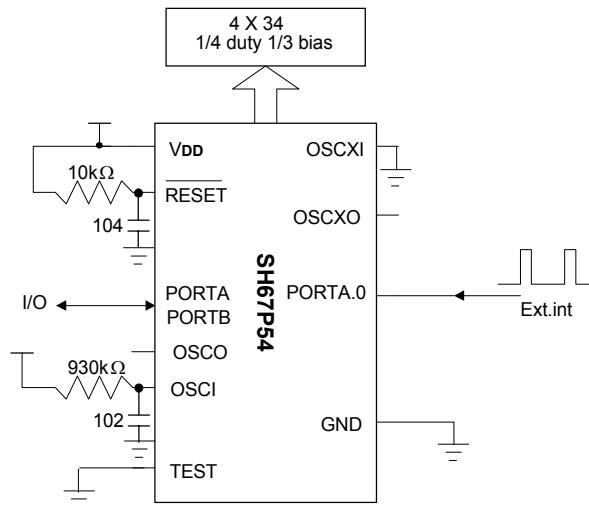 4 X 34
1/4 duty 1/3 bias
VDD
OSCXI
10kΩ
RESET
104
OSCXO
SH67P54
I/O
PORTA
PORTB
PORTA.0
Ext.int
OSCO
930kΩ
OSCI
102
GND
TEST